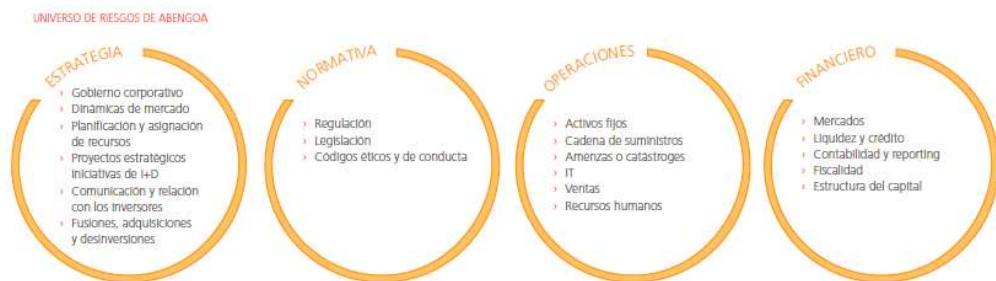 UNIVERSO DE RIESGOS DE ABENGOA
ESTRATEGIA
› Gobierno corporativo
› Dinámicas de mercado
› Planificación y asignación
de recursos
› Proyectos estratégicos
iniciativas de I+D
› Comunicación y relación
con los inversores
› Fusiones, adquisiciones
y desinversiones
NORMATIVA
› Regulación
› Legislación
› Códigos éticos y de conducta
OPERACIONES
› Activos fijos
› Cadena de suministros
› Amenzas o catástroges
› IT
› Ventas
› Recursos humanos
FINANCIERO
› Mercados
› Liquidez y crédito
› Contabilidad y reporting
› Fiscalidad
› Estructura del capital